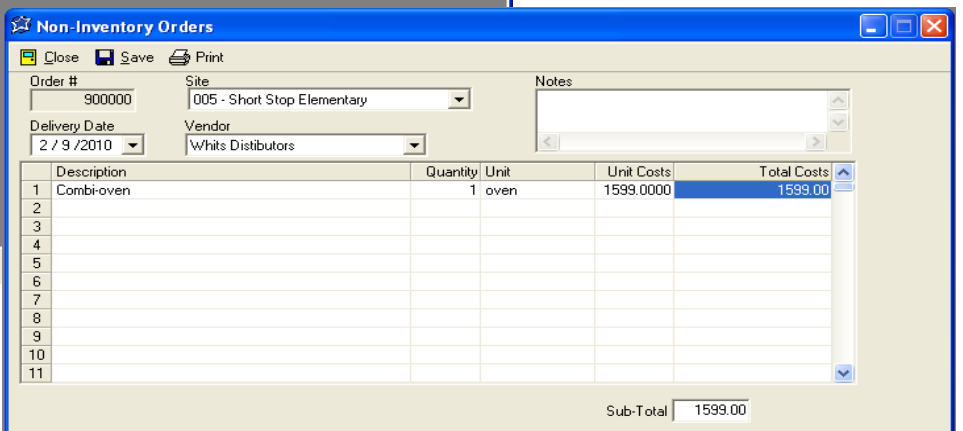 Non-Inventory Orders
Close Save Print
Order # Site Notes
900000 005 - Short Stop Elementary
Delivery Date Vendor
2 / 9 /2010 Whits Distibutors
Description Quantity Unit Unit Costs Total Costs
1 Combi-oven 1 oven 1599.0000 1599.00
2
3
4
5
6
7
8
9
10
11
Sub-Total 1599.00